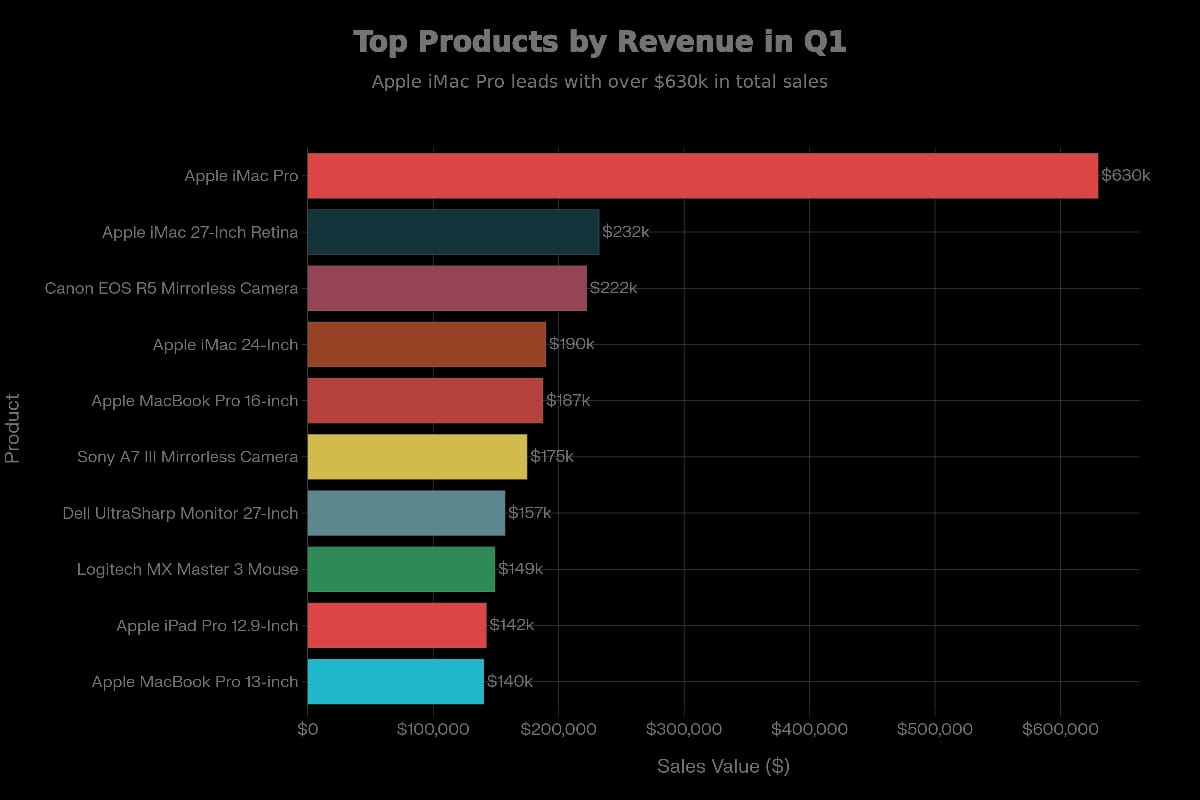 Top Products by Revenue in Q1
Apple iMac Pro leads with over $630k in total sales
Apple iMac Pro $630k
Apple iMac 27-Inch Retina $232k
Canon EOS R5 Mirrorless Camera $222k
Apple iMac 24-Inch $190k
Apple MacBook Pro 16-inch $187k
Sony A7 III Mirrorless Camera $175k
Dell UltraSharp Monitor 27-Inch $157k
Logitech MX Master 3 Mouse $149k
Apple iPad Pro 12.9-Inch $142k
Apple MacBook Pro 13-inch $140k
Product
$0 $100,000 $200,000 $300,000 $400,000 $500,000 $600,000
Sales Value ($)